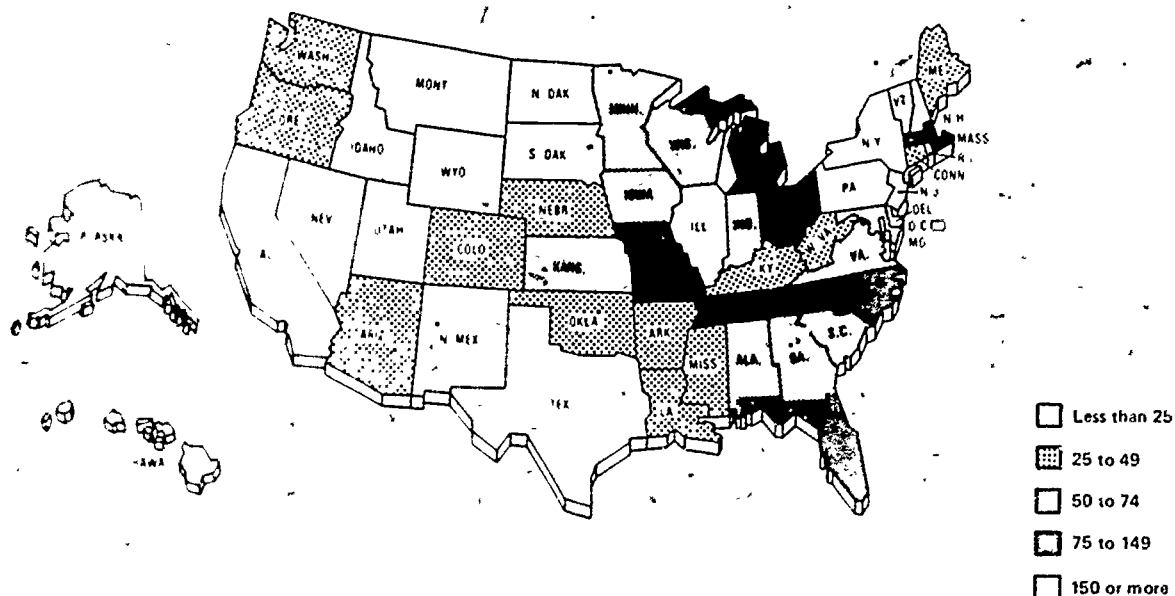 WASH.
MONT
N DAK
MINN.
ME.
VT
N H
MASS
ORE
IDAHO
S DAK
WIS.
N Y
R I
CONN
WYO
IOWA
PA
N J
DEL
D C
MD
NEV
UTAH
COLO
NEBR
ILL
IND.
W VA
VA.
KANS.
KY
ARIZ
N MEX
OKLA
ARK
S.C.
MISS
ALA.
GA.
TEX
LA
HAWA
Less than 25
25 to 49
50 to 74
75 to 149
150 or more